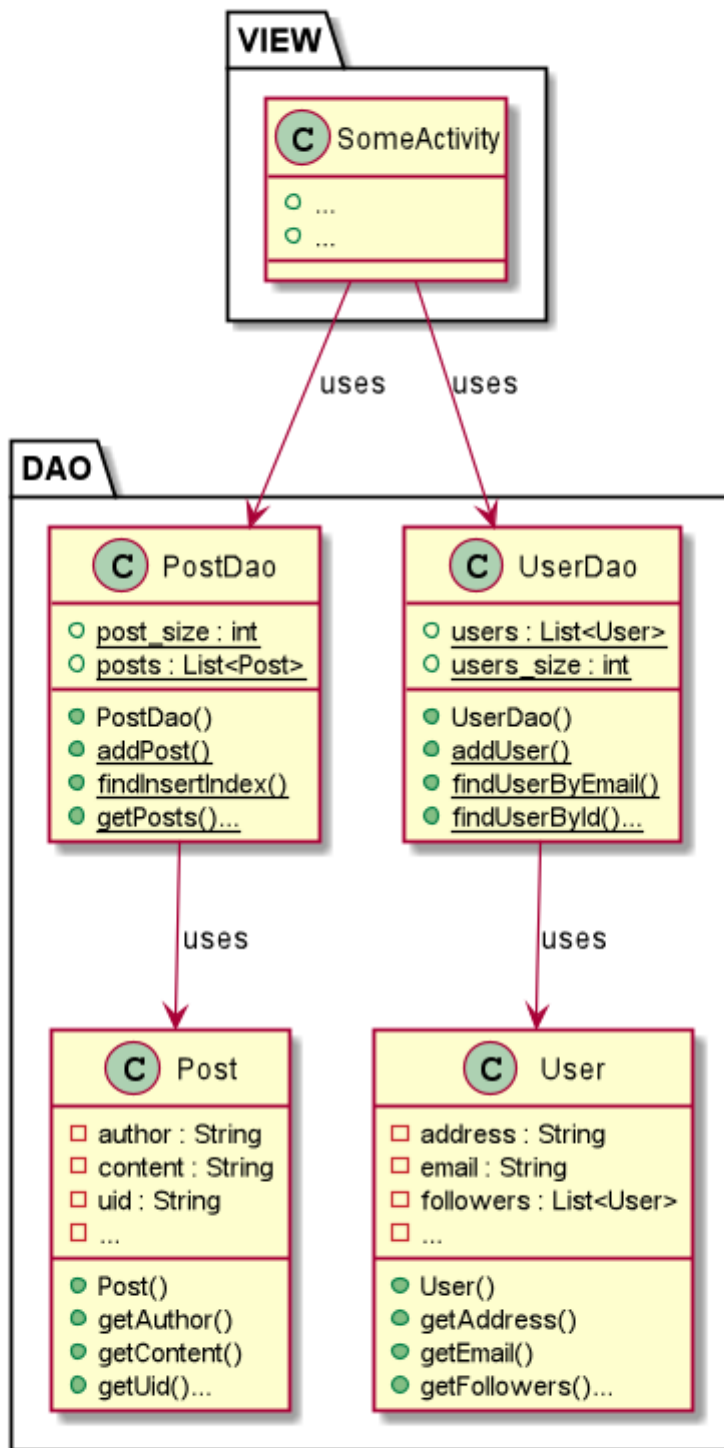 VIEW
C SomeActivity
...
...
uses
uses
DAO
C PostDao
post_size : int
posts : List<Post>
PostDao()
addPost()
findInsertIndex()
getPosts()...
C UserDao
users : List<User>
users_size : int
UserDao()
addUser()
findUserByEmail()
findUserById()...
uses
uses
C Post
author : String
content : String
uid : String
...
Post()
getAuthor()
getContent()
getUid()...
C User
address : String
email : String
followers : List<User>
...
User()
getAddress()
getEmail()
getFollowers()...